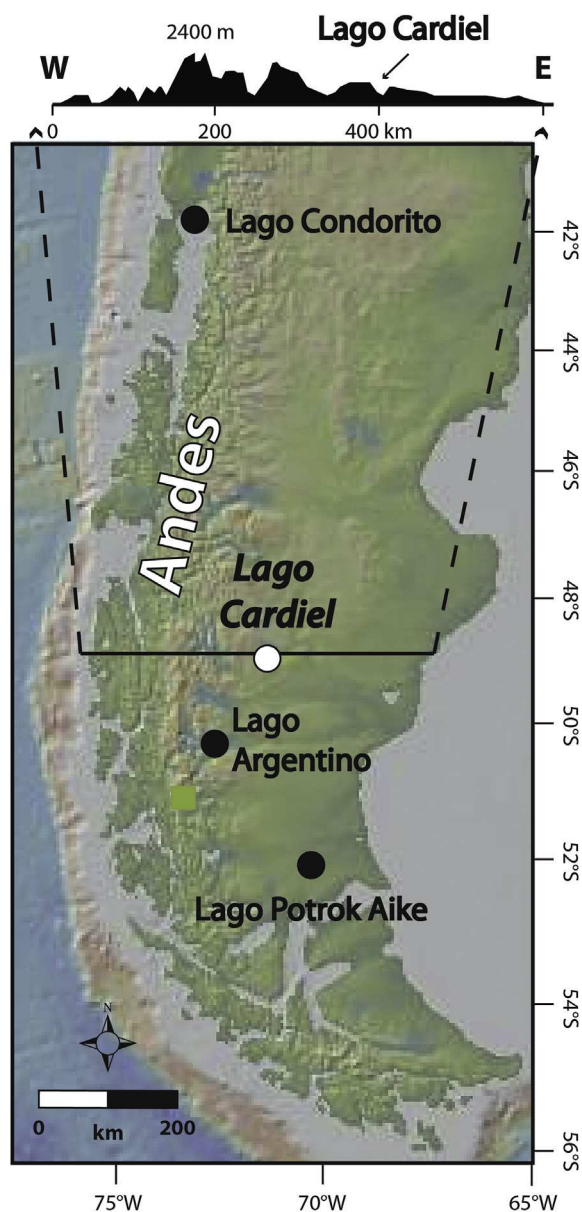 2400 m
Lago Cardiel
W
E
0
200
400 km
Lago Condorito
42°S
44°S
Andes
46°S
Lago
Cardiel
48°S
50°S
Lago
Argentino
52°S
Lago Potrok Aike
54°S
N
0
km
200
56°S
75°W
70°W
65°W